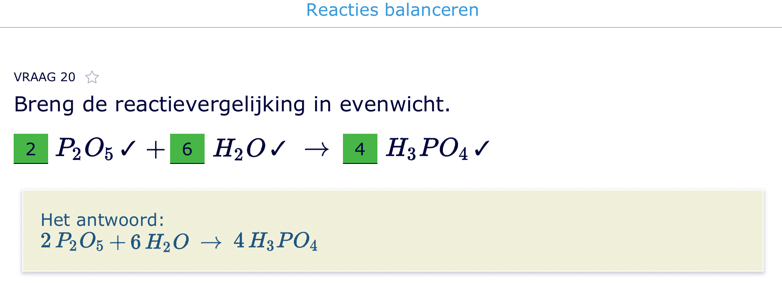 Reacties balanceren
VRAAG 20 ☆
Breng de reactievergelijking in evenwicht.
2 P₂O₅ ✓ + 6 H₂O ✓ → 4 H₃PO₄ ✓
Het antwoord:
2 P₂O₅ + 6 H₂O → 4 H₃PO₄